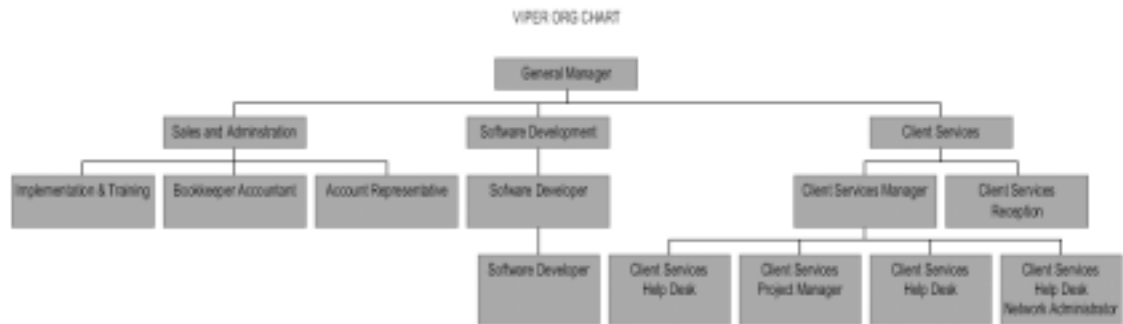 VIPER ORG CHART
General Manager
Sales and Adminstration
Software Development
Client Services
Implementation & Training
Bookkeeper Accountant
Account Representative
Sofware Developer
Client Services Manager
Client Services
Reception
Software Developer
Client Services
Help Desk
Client Services
Project Manager
Client Services
Help Desk
Client Services
Help Desk
Network Administrator